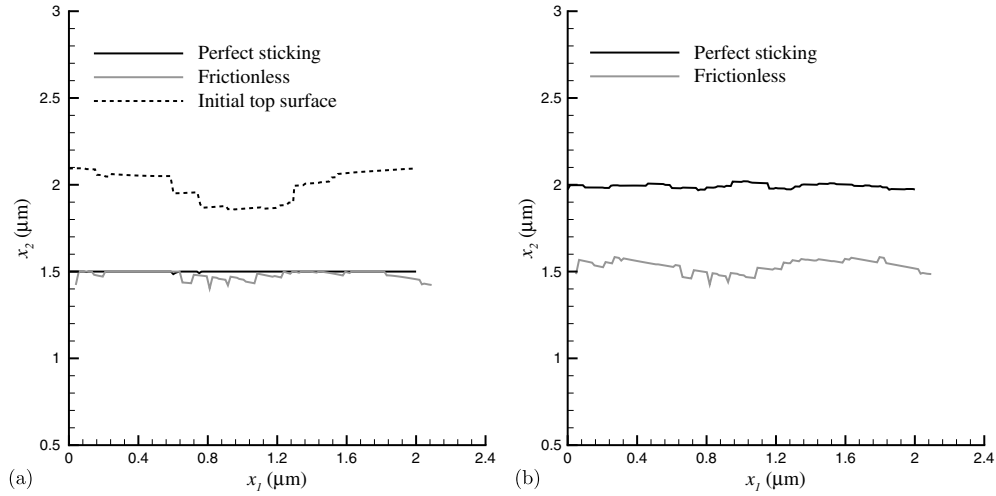 3
2.5
2
1.5
1
0.5
0
0.4
0.8
1.2
1.6
2
2.4
x2 (μm)
x1 (μm)
Perfect sticking
Frictionless
Initial top surface
(a)
3
2.5
2
1.5
1
0.5
0
0.4
0.8
1.2
1.6
2
2.4
x2 (μm)
x1 (μm)
Perfect sticking
Frictionless
(b)